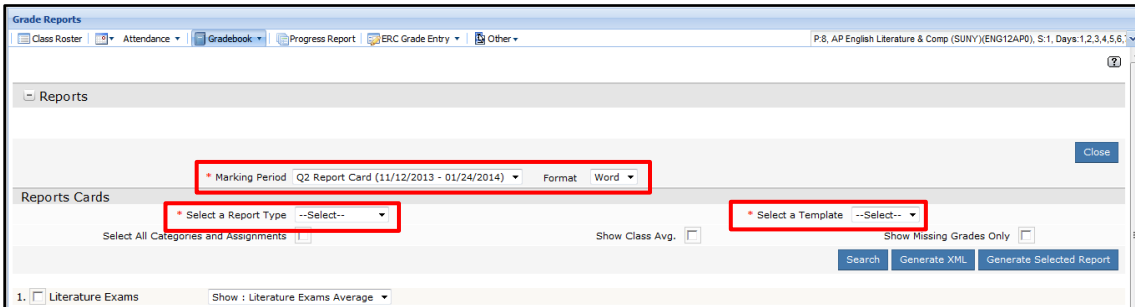 Grade Reports
Class Roster Attendance Gradebook Progress Report ERC Grade Entry Other P:8, AP English Literature & Comp (SUNY)(ENG12AP0), S:1, Days:1,2,3,4,5,6,
?
Reports
Close
* Marking Period Q2 Report Card (11/12/2013 - 01/24/2014) Format Word
Reports Cards
* Select a Report Type --Select-- * Select a Template --Select--
Select All Categories and Assignments Show Class Avg. Show Missing Grades Only
Search Generate XML Generate Selected Report
1. Literature Exams Show : Literature Exams Average